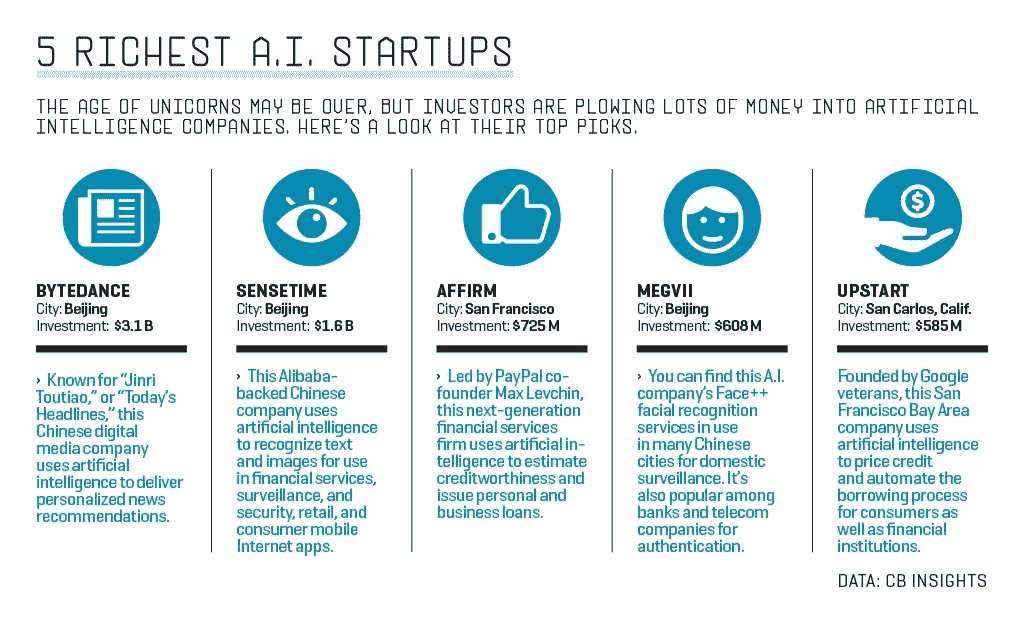 5 RICHEST A.I. STARTUPS
THE AGE OF UNICORNS MAY BE OVER, BUT INVESTORS ARE PLOWING LOTS OF MONEY INTO ARTIFICIAL
INTELLIGENCE COMPANIES. HERE'S A LOOK AT THEIR TOP PICKS.
BYTEDANCE
City: Beijing
Investment: $3.1 B
› Known for “Jinri
Toutiao,” or “Today’s
Headlines,” this
Chinese digital
media company
uses artificial
intelligence to deliver
personalized news
recommendations.
SENSETIME
City: Beijing
Investment: $1.6 B
› This Alibaba-
backed Chinese
company uses
artificial intelligence
to recognize text
and images for use
in financial services,
surveillance, and
security, retail, and
consumer mobile
Internet apps.
AFFIRM
City: San Francisco
Investment: $725 M
› Led by PayPal co-
founder Max Levchin,
this next-generation
financial services
firm uses artificial in-
telligence to estimate
creditworthiness and
issue personal and
business loans.
MEGVII
City: Beijing
Investment: $608 M
› You can find this A.I.
company’s Face++
facial recognition
services in use
in many Chinese
cities for domestic
surveillance. It’s
also popular among
banks and telecom
companies for
authentication.
$
UPSTART
City: San Carlos, Calif.
Investment: $585 M
Founded by Google
veterans, this San
Francisco Bay Area
company uses
artificial intelligence
to price credit
and automate the
borrowing process
for consumers as
well as financial
institutions.
DATA: CB INSIGHTS